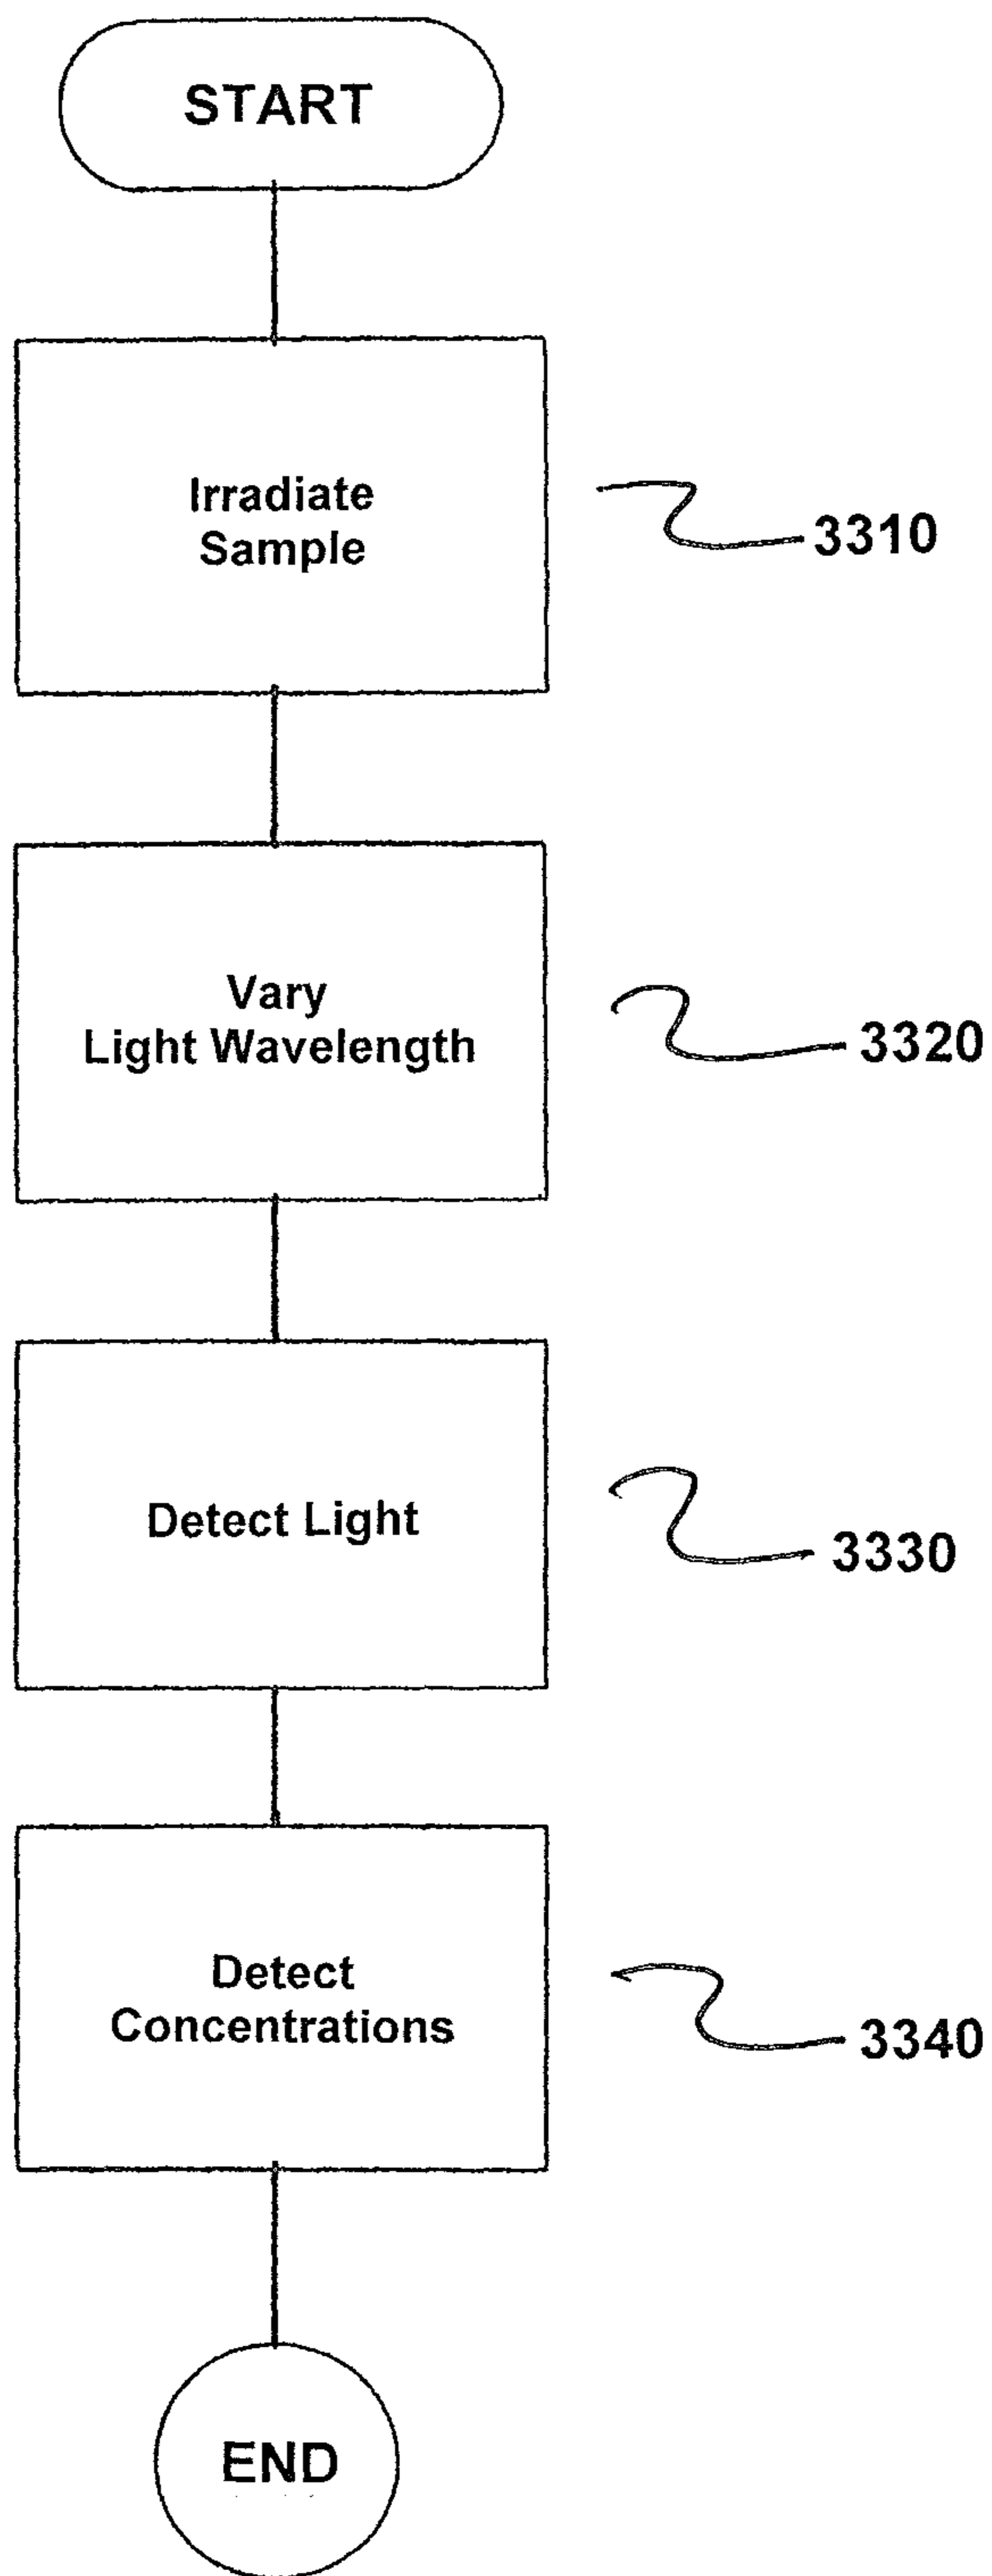 START
Irradiate
Sample
3310
Vary
Light Wavelength
3320
Detect Light
3330
Detect
Concentrations
3340
END